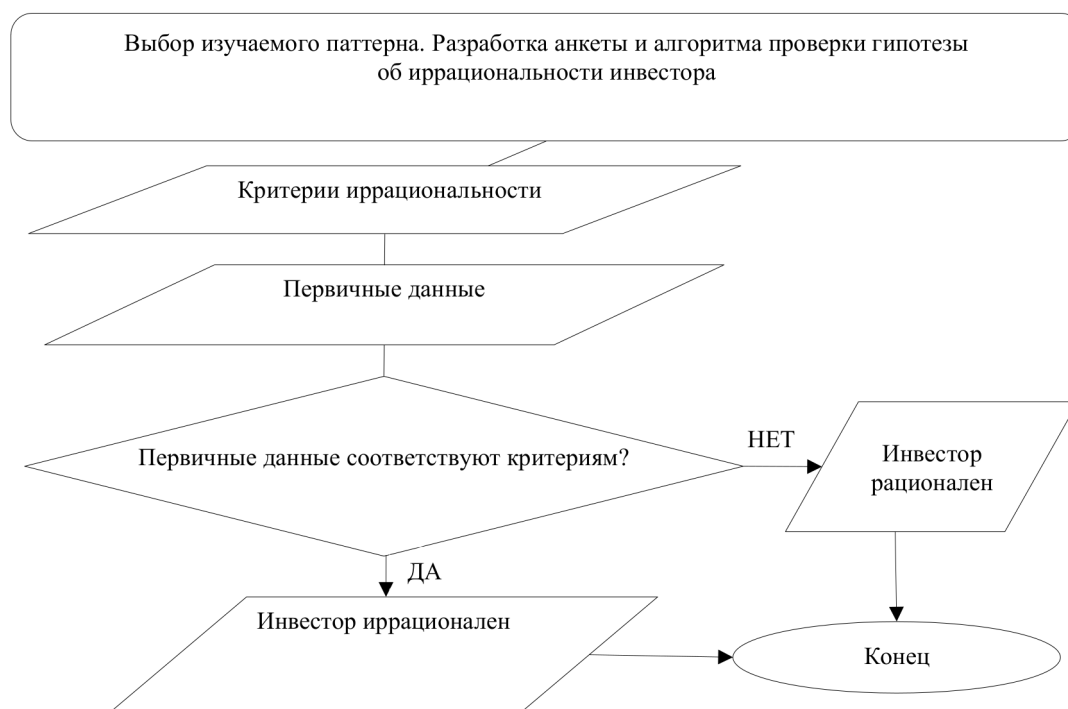 Выбор изучаемого паттерна. Разработка анкеты и алгоритма проверки гипотезы
об иррациональности инвестора
Критерии иррациональности
Первичные данные
Первичные данные соответствуют критериям?
НЕТ
Инвестор
рационален
ДА
Инвестор иррационален
Конец